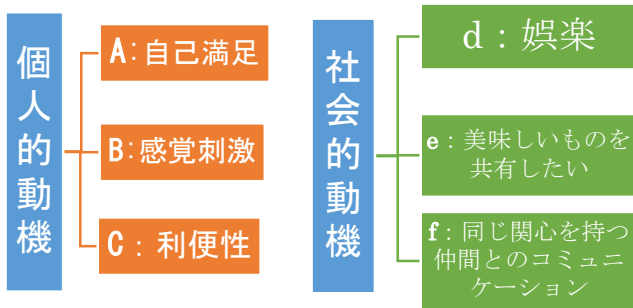 個人的動機
A：自己満足
B：感覚刺激
C：利便性
社会的動機
d：娯楽
e：美味しいものを
共有したい
f：同じ関心を持つ
仲間とのコミュニ
ケーション